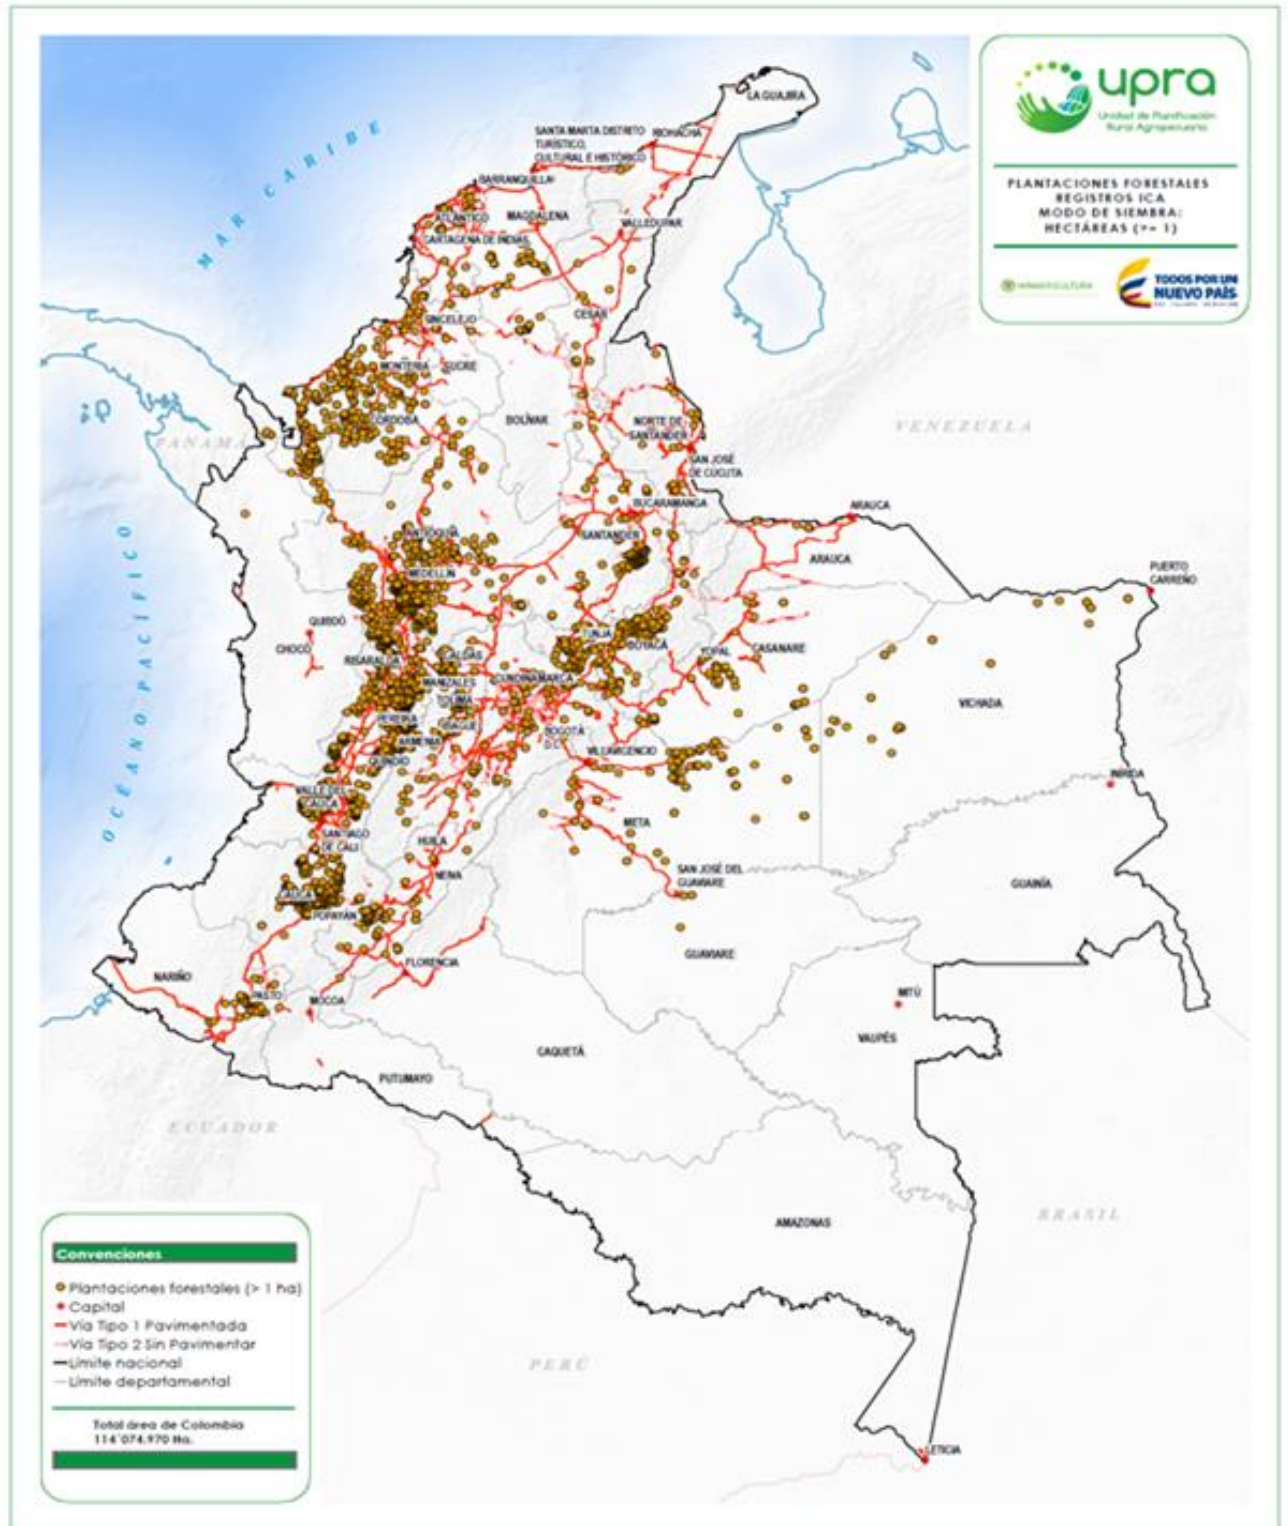 upra
Unidad de Planificación
Rural Agropecuaria
PLANTACIONES FORESTALES
REGISTROS ICA
MODO DE SIEMBRA:
HECTÁREAS (>= 1)
MINAGRICULTURA
TODOS POR UN
NUEVO PAÍS
MAR CARIBE
LA GUAJIRA
SANTA MARTA DISTRITO
TURÍSTICO,
CULTURAL E HISTÓRICO
RIOHACHA
BARRANQUILLA
ATLÁNTICO
MAGDALENA
VALLEDUPAR
CARTAGENA DE INDIAS
SINCELEJO
CESAR
MONTERÍA
SUCRE
CÓRDOBA
BOLÍVAR
NORTE DE
SANTANDER
VENEZUELA
PANAMÁ
SAN JOSÉ
DE CÚCUTA
BUCARAMANGA
ARAUCA
ANTIOQUIA
SANTANDER
ARAUCA
MEDELLÍN
PUERTO
CARREÑO
OCÉANO PACÍFICO
QUIBDÓ
CHOCÓ
TUNJA
BOYACÁ
YOPAL
CASANARE
RISARALDA
CALDAS
MANIZALES
CUNDINAMARCA
TOLIMA
VICHADA
PEREIRA
IBAGUÉ
BOGOTÁ
D.C.
ARMENIA
QUINDÍO
VILLAVICENCIO
INÍRIDA
VALLE DEL
CAUCA
META
SANTIAGO
DE CALI
HUILA
NEIVA
SAN JOSÉ DEL
GUAVIARE
GUAINÍA
CAUCA
POPAYÁN
GUAVIARE
FLORENCIA
NARIÑO
PASTO
MOCOA
MITÚ
VAUPÉS
CAQUETÁ
PUTUMAYO
ECUADOR
AMAZONAS
BRASIL
PERÚ
LETICIA
Convenciones
Plantaciones forestales (> 1 ha)
Capital
Vía Tipo 1 Pavimentada
Vía Tipo 2 Sin Pavimentar
Límite nacional
Límite departamental
Total área de Colombia
114´074.970 Ha.